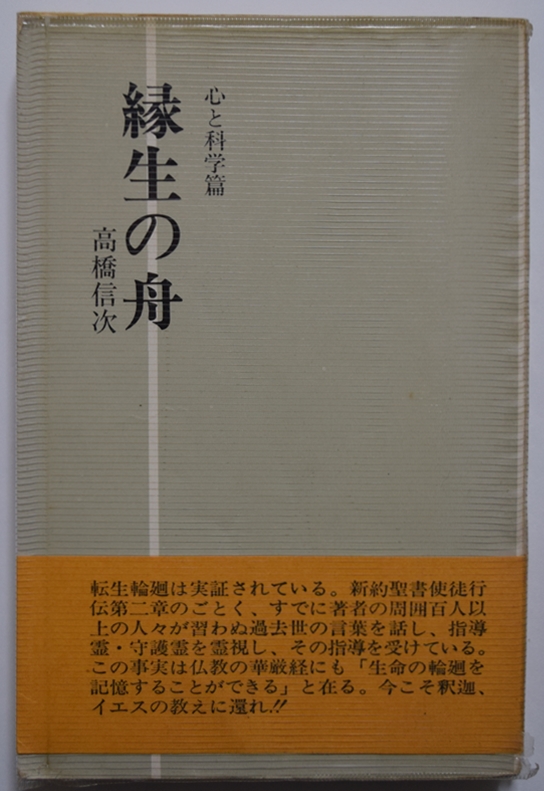 心と科学篇
縁生の舟
高橋信次
転生輪廻は実証されている。新約聖書使徒行
伝第二章のごとく、すでに著者の周囲百人以
上の人々が習わぬ過去世の言葉を話し、指導
霊・守護霊を霊視し、その指導を受けている。
この事実は仏教の華厳経にも「生命の輪廻を
記憶することができる」と在る。今こそ釈迦、
イエスの教えに還れ!!